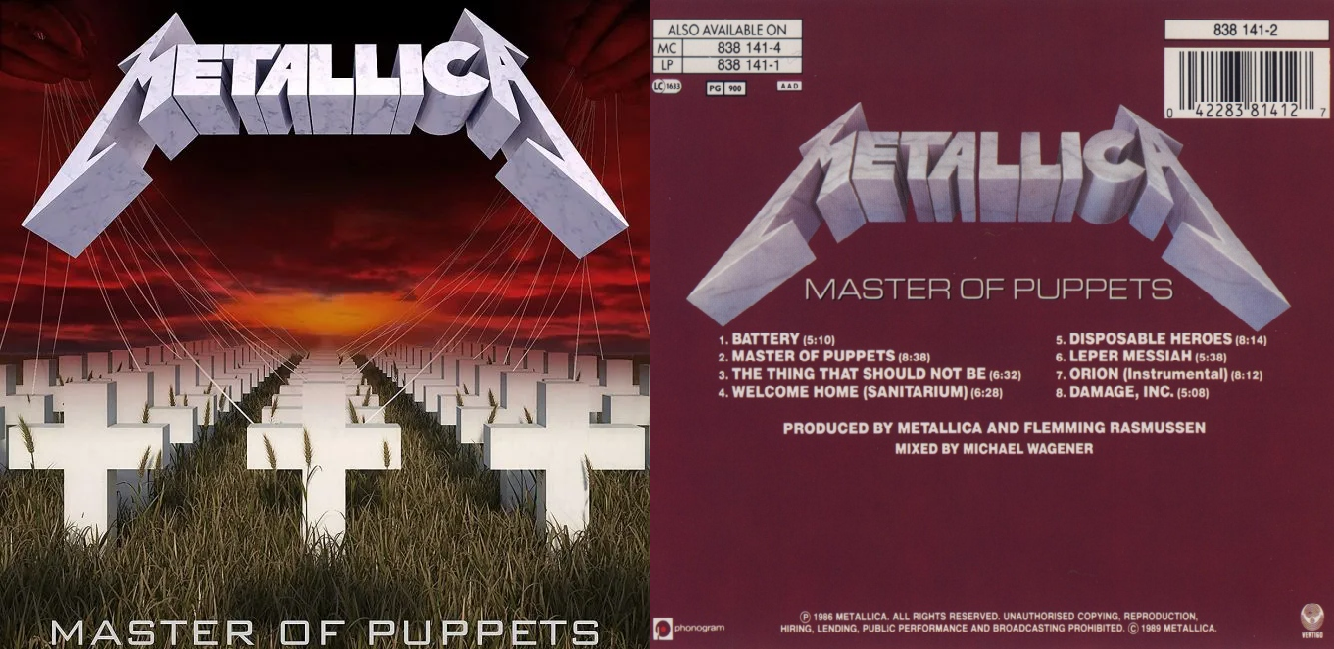 METALLICA
MASTER OF PUPPETS
ALSO AVAILABLE ON
MC 838 141-4
LP 838 141-1
LC 1633
PG 900
AAD
838 141-2
0 42283 81412 7
METALLICA
MASTER OF PUPPETS
1. BATTERY (5:10)
2. MASTER OF PUPPETS (8:38)
3. THE THING THAT SHOULD NOT BE (6:32)
4. WELCOME HOME (SANITARIUM) (6:28)
5. DISPOSABLE HEROES (8:14)
6. LEPER MESSIAH (5:38)
7. ORION (Instrumental) (8:12)
8. DAMAGE, INC. (5:08)
PRODUCED BY METALLICA AND FLEMMING RASMUSSEN
MIXED BY MICHAEL WAGENER
Ⓟ 1986 METALLICA. ALL RIGHTS RESERVED. UNAUTHORISED COPYING, REPRODUCTION,
HIRING, LENDING, PUBLIC PERFORMANCE AND BROADCASTING PROHIBITED. Ⓒ 1989 METALLICA.
phonogram
VERTIGO